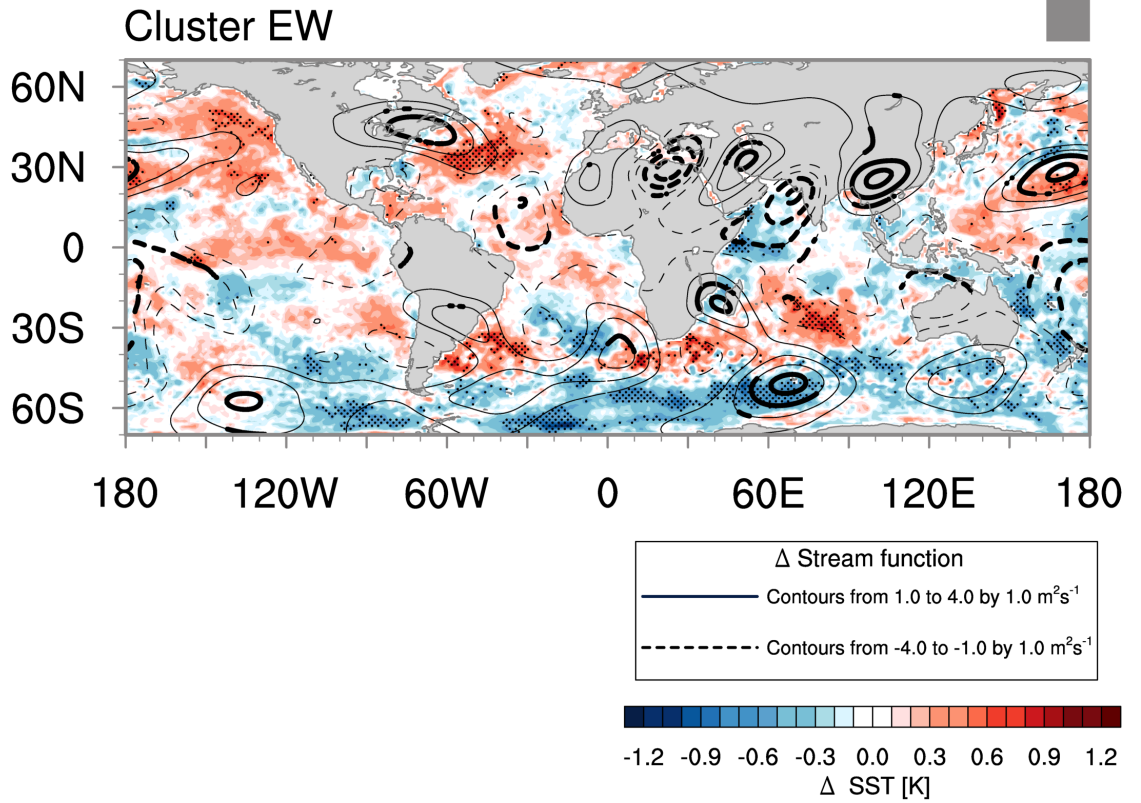 Cluster EW
60N
30N
0
30S
60S
180 120W 60W 0 60E 120E 180
Δ Stream function
Contours from 1.0 to 4.0 by 1.0 m²s⁻¹
Contours from -4.0 to -1.0 by 1.0 m²s⁻¹
-1.2 -0.9 -0.6 -0.3 0.0 0.3 0.6 0.9 1.2
Δ SST [K]